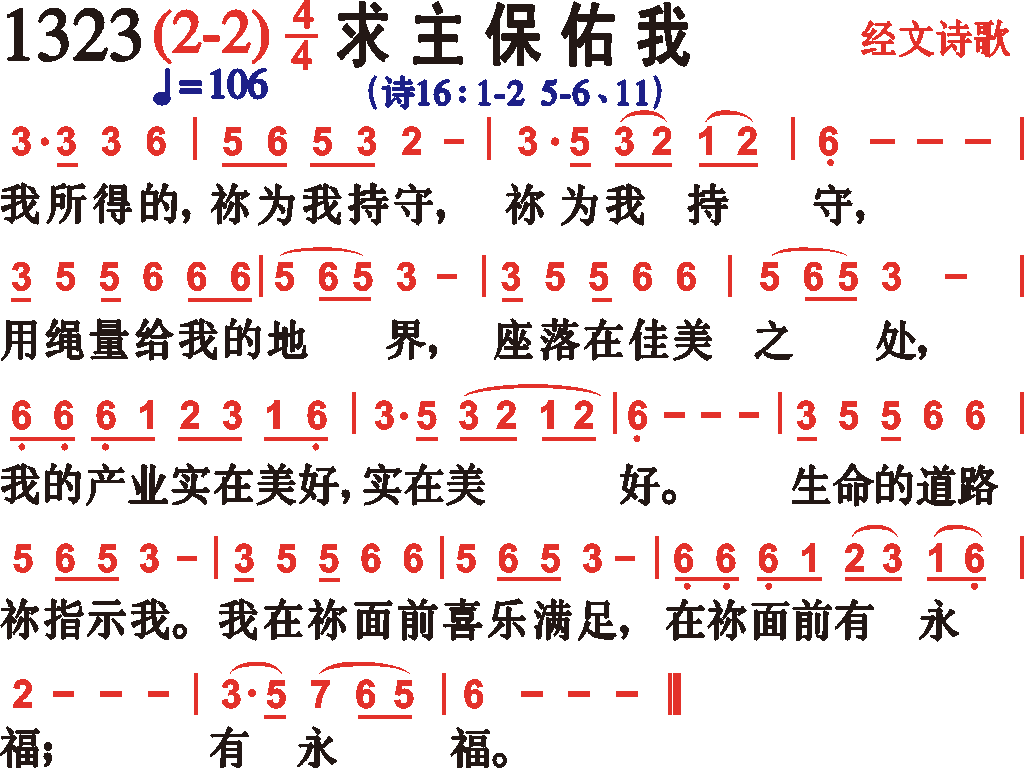 1323 (2-2) 4/4 求主保佑我 经文诗歌
♩=106 (诗16：1-2 5-6、11)
3·3 3 6 | 5 6 5 3 2 - | 3·5 3 2 1 2 | 6 - - - |
我所得的，祢为我持守， 祢为我 持 守，
3 5 5 6 6 6 | 5 6 5 3 - | 3 5 5 6 6 | 5 6 5 3 - |
用绳量给我的地 界， 座落在佳美 之 处，
6 6 6 1 2 3 1 6 | 3·5 3 2 1 2 | 6 - - - | 3 5 5 6 6 |
我的产业实在美好，实在美 好。 生命的道路
5 6 5 3 - | 3 5 5 6 6 | 5 6 5 3 - | 6 6 6 1 2 3 1 6 |
祢指示我。我在祢面前喜乐满足，在祢面前有 永
2 - - - | 3·5 7 6 5 | 6 - - - ‖
福； 有 永 福。